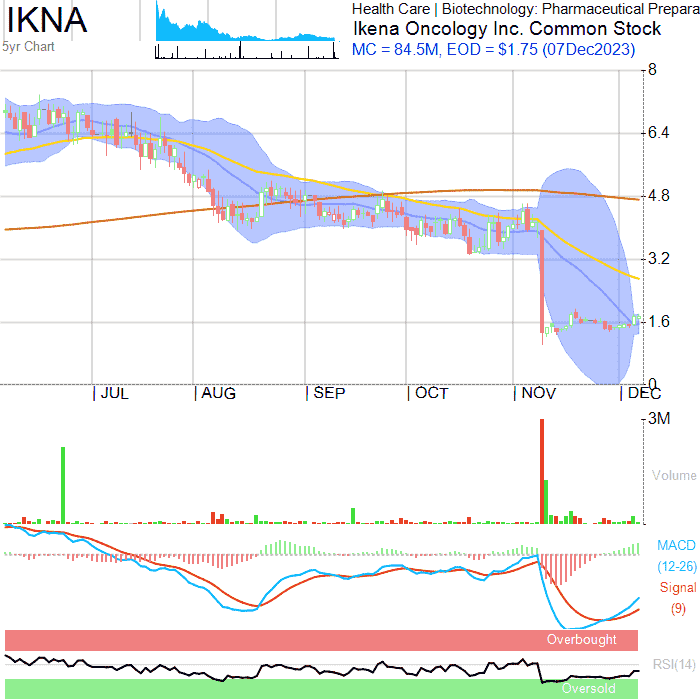 IKNA
5yr Chart
Health Care | Biotechnology: Pharmaceutical Prepara
Ikena Oncology Inc. Common Stock
MC = 84.5M, EOD = $1.75 (07Dec2023)
8
6.4
4.8
3.2
1.6
0
JUL AUG SEP OCT NOV DEC
3M
Volume
MACD
(12-26)
Signal
(9)
Overbought
RSI(14)
Oversold